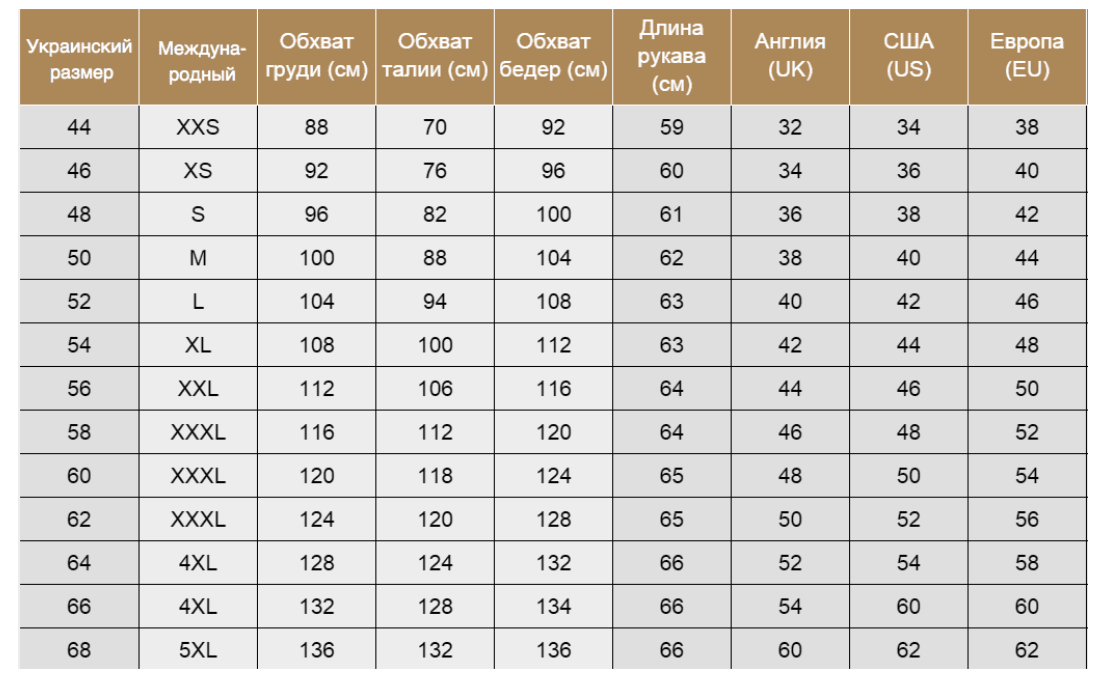 Украинский размер Междуна-родный Обхват груди (см) Обхват талии (см) Обхват бедер (см) Длина рукава (см) Англия (UK) США (US) Европа (EU)
44 XXS 88 70 92 59 32 34 38
46 XS 92 76 96 60 34 36 40
48 S 96 82 100 61 36 38 42
50 M 100 88 104 62 38 40 44
52 L 104 94 108 63 40 42 46
54 XL 108 100 112 63 42 44 48
56 XXL 112 106 116 64 44 46 50
58 XXXL 116 112 120 64 46 48 52
60 XXXL 120 118 124 65 48 50 54
62 XXXL 124 120 128 65 50 52 56
64 4XL 128 124 132 66 52 54 58
66 4XL 132 128 134 66 54 60 60
68 5XL 136 132 136 66 60 62 62